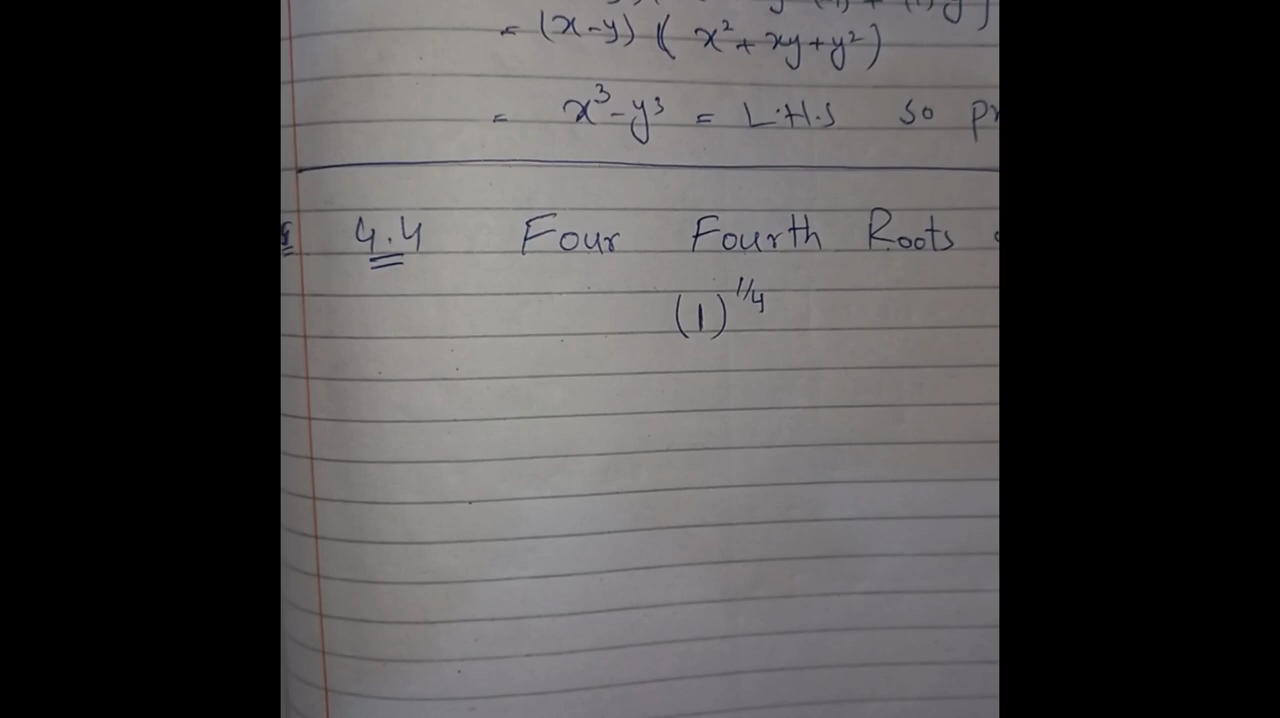 = (x-y) ( x²+xy+y²)
= x³-y³ = L.H.S so
4.4 Four Fourth Roots
(1)^1/4